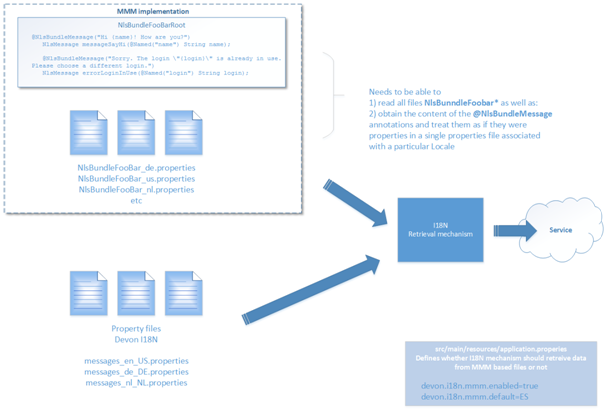 MMM implementation
NlsBundleFooBarRoot
@NlsBundleMessage("Hi {name}! How are you?")
NlsMessage messageSayHi(@Named("name") String name);
@NlsBundleMessage("Sorry. The login \"{login}\" is already in use.
Please choose a different login.")
NlsMessage errorLoginInUse(@Named("login") String login);
NlsBundleFooBar_de.properties
NlsBundleFooBar_us.properties
NlsBundleFooBar_nl.properties
etc
Needs to be able to
1) read all files NlsBunndleFoobar* as well as:
2) obtain the content of the @NlsBundleMessage
annotations and treat them as if they were
properties in a single properties file associated
with a particular Locale
I18N
Retrieval mechanism
Service
Property files
Devon I18N
messages_en_US.properties
messages_de_DE.properties
messages_nl_NL.properties
src/main/resources/application.properies
Defines whether I18N mechanism should retreive data
from MMM based files or not
devon.i18n.mmm.enabled=true
devon.i18n.mmm.default=ES